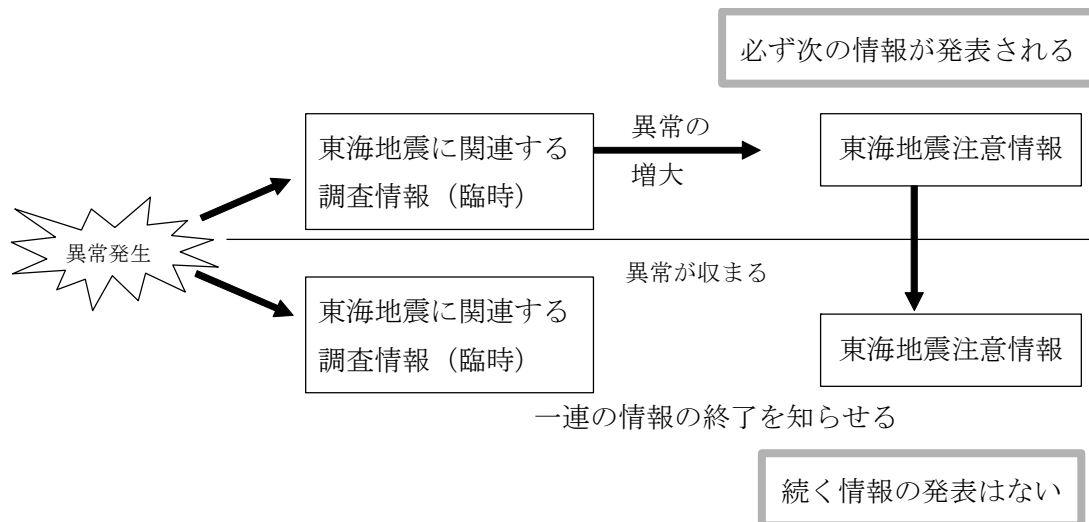 必ず次の情報が発表される
東海地震に関連する
調査情報（臨時）
異常の
増大
東海地震注意情報
異常発生
異常が収まる
東海地震に関連する
調査情報（臨時）
東海地震注意情報
一連の情報の終了を知らせる
続く情報の発表はない